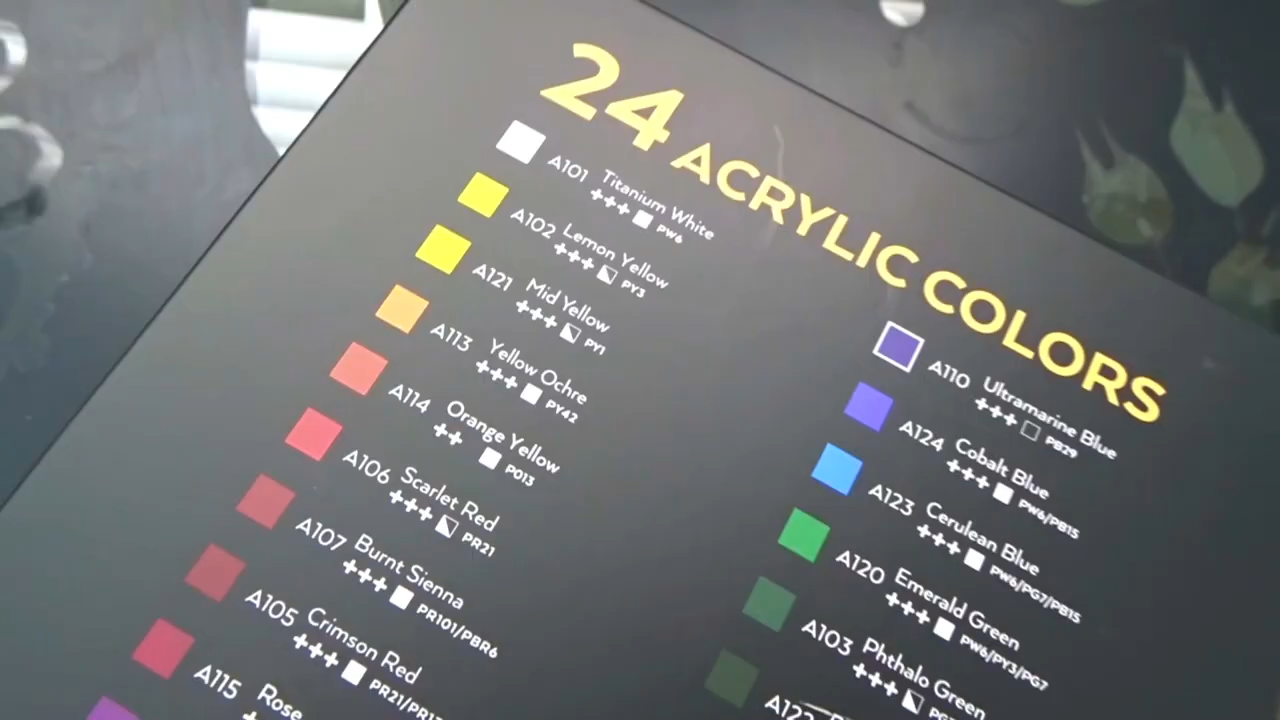 24 ACRYLIC COLORS
A101 Titanium White
+++ PW6
A102 Lemon Yellow
+++ PY3
A121 Mid Yellow
+++ PY1
A113 Yellow Ochre
+++ PY42
A114 Orange Yellow
++ PO13
A106 Scarlet Red
+++ PR21
A107 Burnt Sienna
+++ PR101/PBR6
A105 Crimson Red
+++ PR21/
A115 Rose
A110 Ultramarine Blue
+++ PB29
A124 Cobalt Blue
+++ PW6/PB15
A123 Cerulean Blue
+++ PW6/PG7/PB15
A120 Emerald Green
+++ PW6/PY3/PG7
A103 Phthalo Green
+++
A122